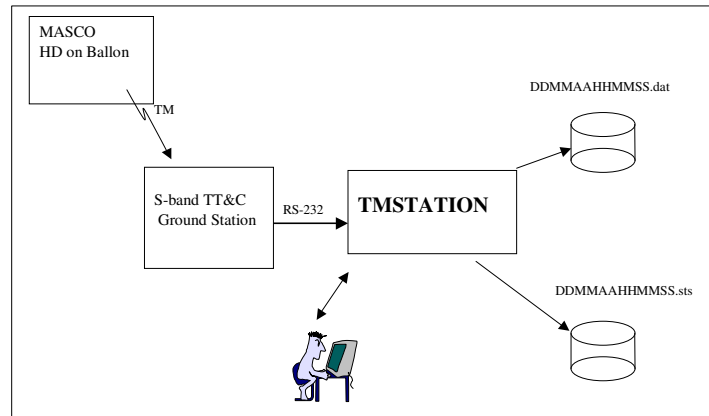 MASCO
HD on Ballon
TM
DDMMAAHHMMSS.dat
S-band TT&C
Ground Station
RS-232
TMSTATION
DDMMAAHHMMSS.sts